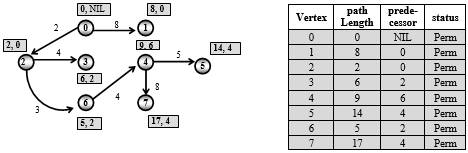 0, NIL
8, 0
2
0
8
1
2, 0
9, 6
14, 4
2
4
3
4
5
5
6, 2
3
6
4
8
7
5, 2
17, 4
Vertex path Length prede-cessor status
0 0 NIL Perm
1 8 0 Perm
2 2 0 Perm
3 6 2 Perm
4 9 6 Perm
5 14 4 Perm
6 5 2 Perm
7 17 4 Perm